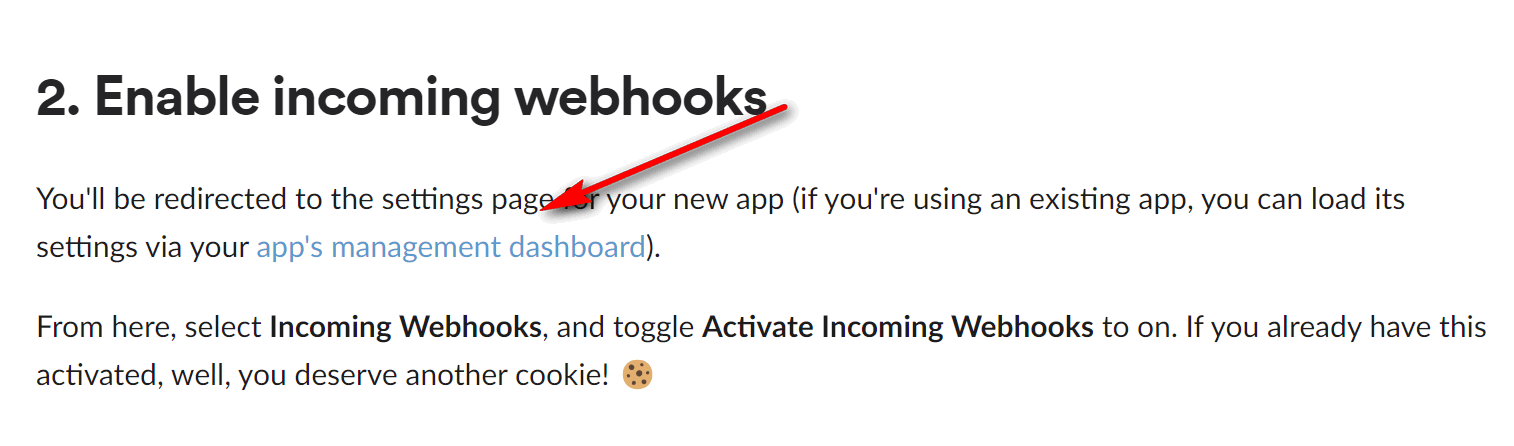 2. Enable incoming webhooks
You'll be redirected to the settings page for your new app (if you're using an existing app, you can load its
settings via your app's management dashboard).
From here, select Incoming Webhooks, and toggle Activate Incoming Webhooks to on. If you already have this
activated, well, you deserve another cookie! 🍪